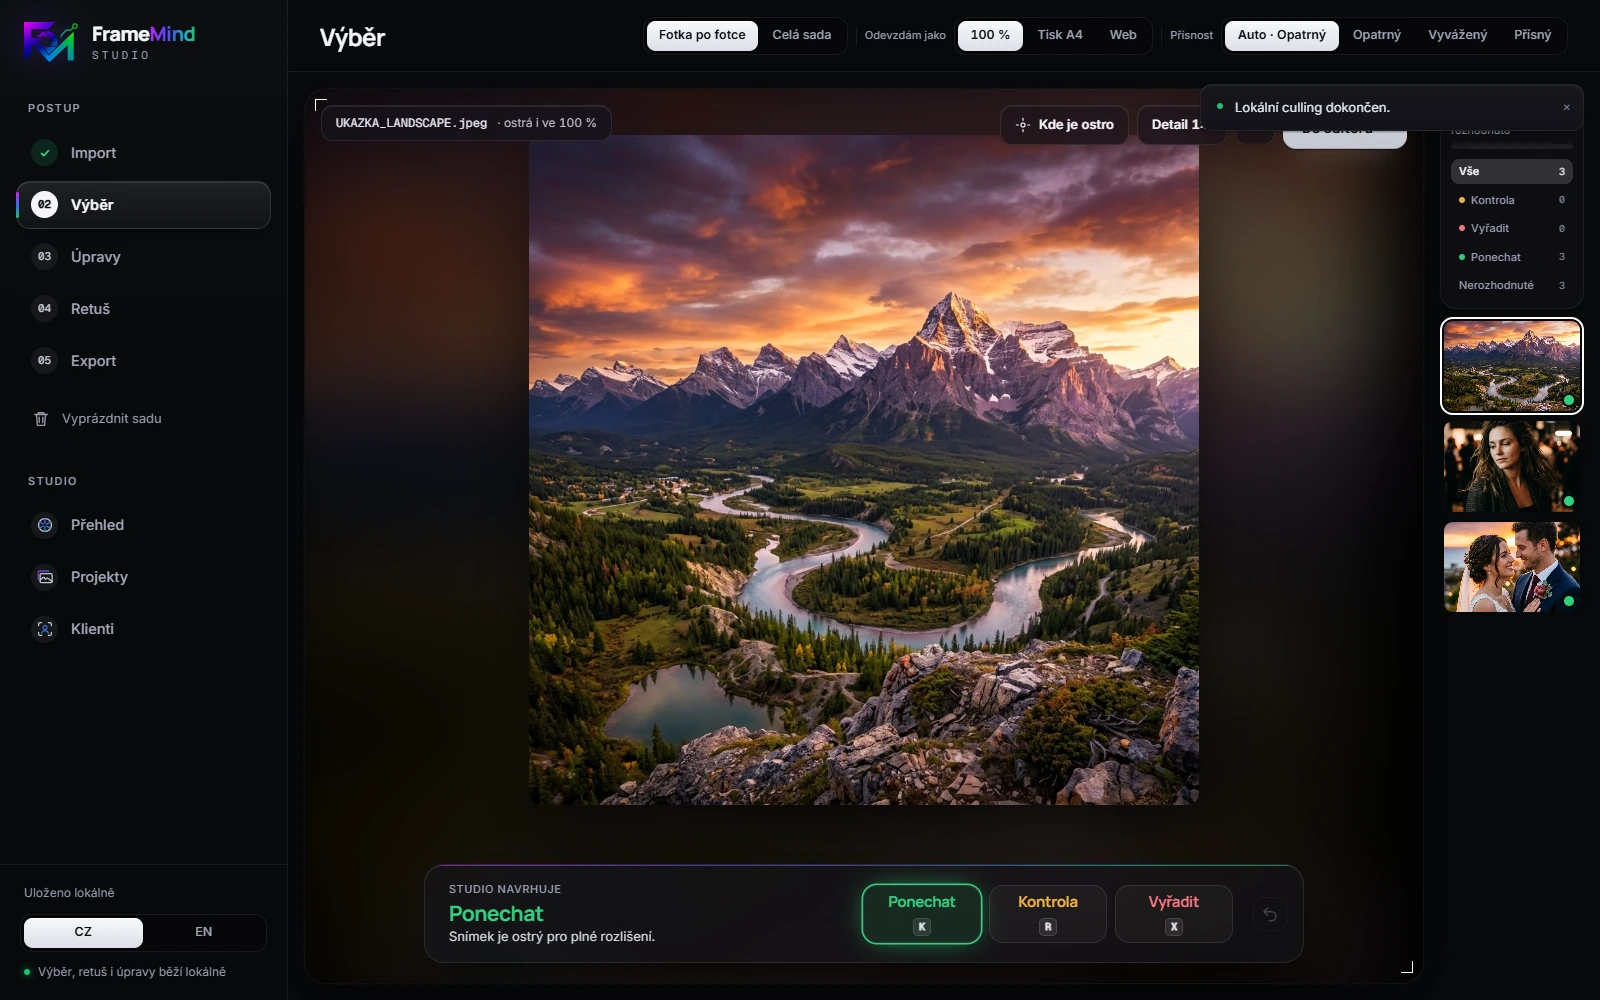 FrameMind
STUDIO
POSTUP
Import
02 Výběr
03 Úpravy
04 Retuš
05 Export
Vyprázdnit sadu
STUDIO
Přehled
Projekty
Klienti
Uloženo lokálně
CZ EN
Výběr, retuš i úpravy běží lokálně
Výběr
Fotka po fotce Celá sada Odevzdám jako 100 % Tisk A4 Web Přísnost Auto · Opatrný Opatrný Vyvážený Přísný
UKAZKA_LANDSCAPE.jpeg · ostrá i ve 100 %
Kde je ostro Detail 1
Lokální culling dokončen. ×
Vše 3
Kontrola 0
Vyřadit 0
Ponechat 3
Nerozhodnuté 3
STUDIO NAVRHUJE
Ponechat
Snímek je ostrý pro plné rozlišení.
Ponechat Kontrola Vyřadit
K R X